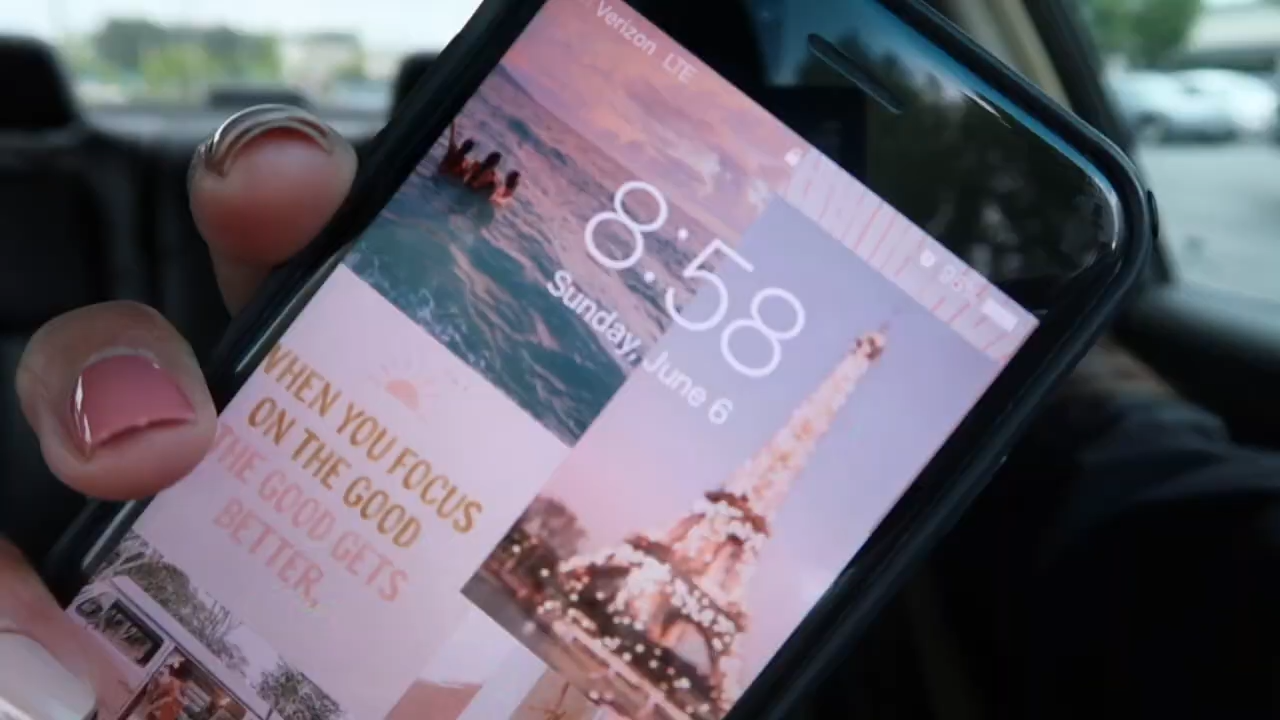 Verizon LTE
8:58
Sunday, June 6
WHEN YOU FOCUS
ON THE GOOD
THE GOOD GETS
BETTER.